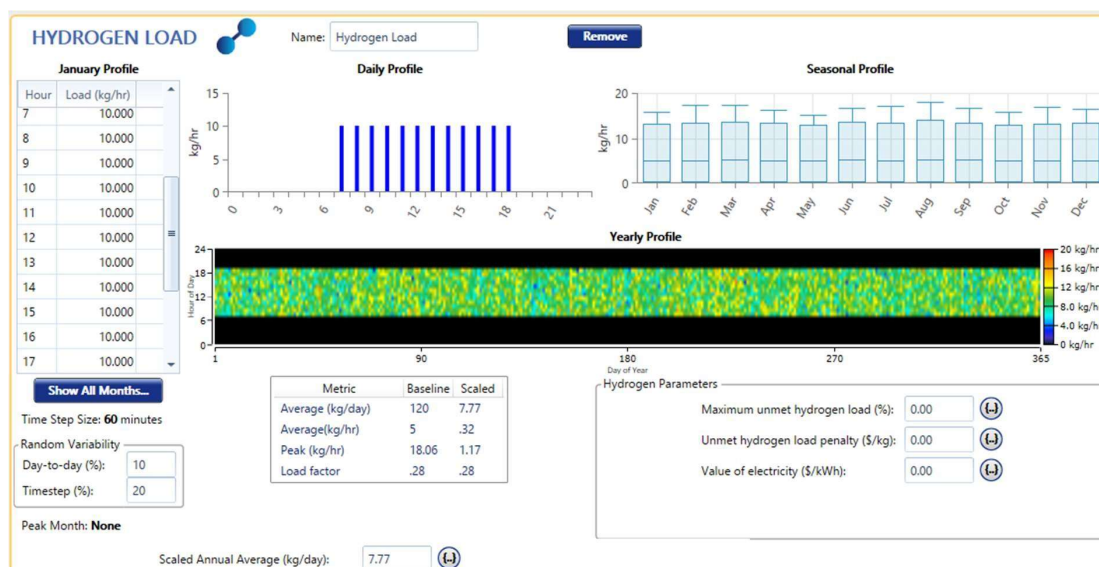 HYDROGEN LOAD
Name: Hydrogen Load
Remove
January Profile
Hour Load (kg/hr)
7 10.000
8 10.000
9 10.000
10 10.000
11 10.000
12 10.000
13 10.000
14 10.000
15 10.000
16 10.000
17 10.000
Show All Months...
Time Step Size: 60 minutes
Random Variability
Day-to-day (%): 10
Timestep (%): 20
Peak Month: None
Daily Profile
15
10
5
0
kg/hr
0 3 6 9 12 15 18 21
Seasonal Profile
20
10
0
kg/hr
Jan Feb Mar Apr May Jun Jul Aug Sep Oct Nov Dec
Yearly Profile
24
18
12
6
0
Hour of Day
1 90 180 270 365
Day of Year
20 kg/hr
16 kg/hr
12 kg/hr
8.0 kg/h
4.0 kg/h
0 kg/hr
Metric Baseline Scaled
Average (kg/day) 120 7.77
Average(kg/hr) 5 .32
Peak (kg/hr) 18.06 1.17
Load factor .28 .28
Hydrogen Parameters
Maximum unmet hydrogen load (%): 0.00 {..}
Unmet hydrogen load penalty ($/kg): 0.00 {..}
Value of electricity ($/kWh): 0.00 {..}
Scaled Annual Average (kg/day): 7.77 {..}